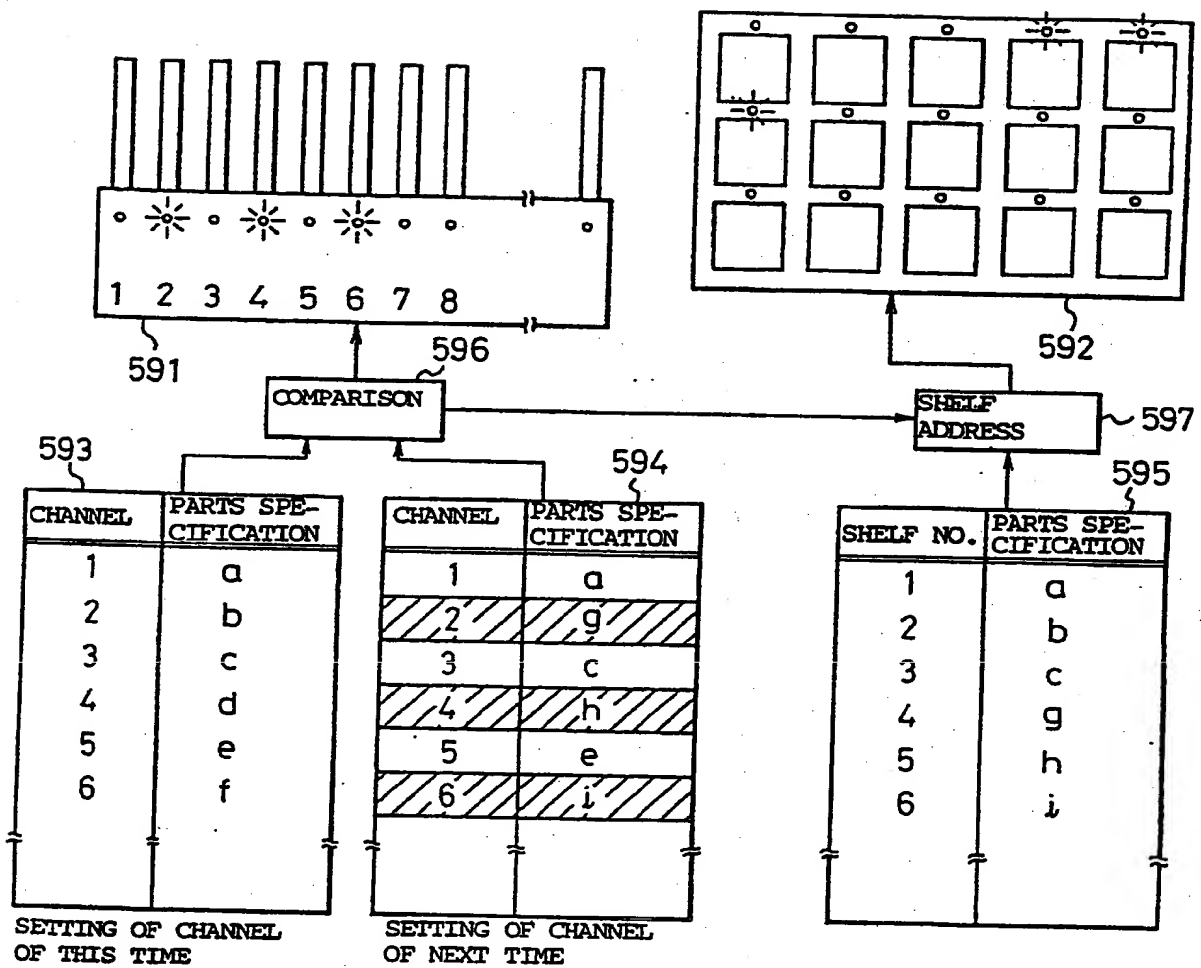 1 2 3 4 5 6 7 8
591
592
596
COMPARISON
SHELF
ADDRESS
597
593
CHANNEL PARTS SPE-
CIFICATION
1 a
2 b
3 c
4 d
5 e
6 f
SETTING OF CHANNEL
OF THIS TIME
594
CHANNEL PARTS SPE-
CIFICATION
1 a
2 g
3 c
4 h
5 e
6 i
SETTING OF CHANNEL
OF NEXT TIME
595
SHELF NO. PARTS SPE-
CIFICATION
1 a
2 b
3 c
4 g
5 h
6 i